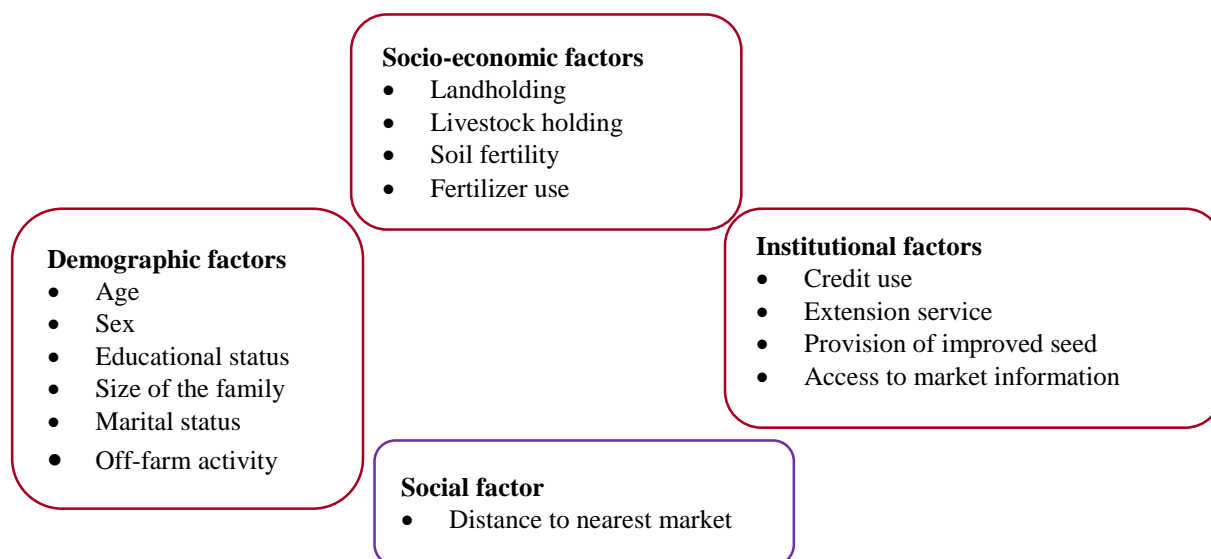 Socio-economic factors
• Landholding
• Livestock holding
• Soil fertility
• Fertilizer use
Demographic factors
• Age
• Sex
• Educational status
• Size of the family
• Marital status
• Off-farm activity
Institutional factors
• Credit use
• Extension service
• Provision of improved seed
• Access to market information
Social factor
• Distance to nearest market